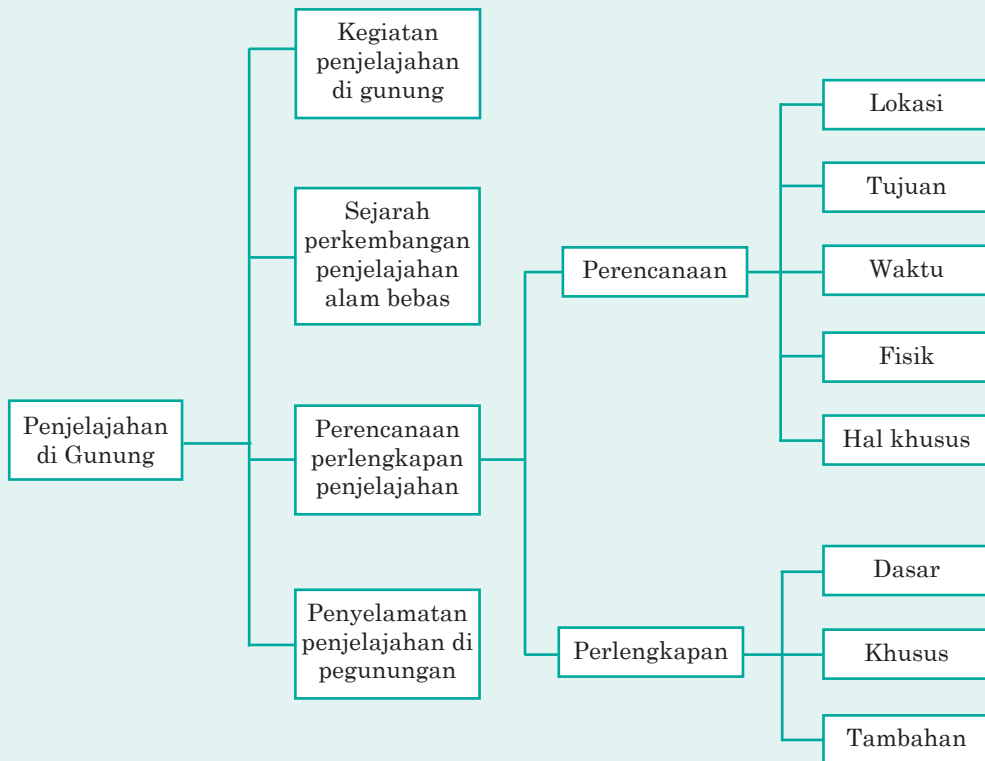 Penjelajahan
di Gunung
Kegiatan
penjelajahan
di gunung
Sejarah
perkembangan
penjelajahan
alam bebas
Perencanaan
perlengkapan
penjelajahan
Penyelamatan
penjelajahan di
pegunungan
Perencanaan
Lokasi
Tujuan
Waktu
Fisik
Hal khusus
Perlengkapan
Dasar
Khusus
Tambahan